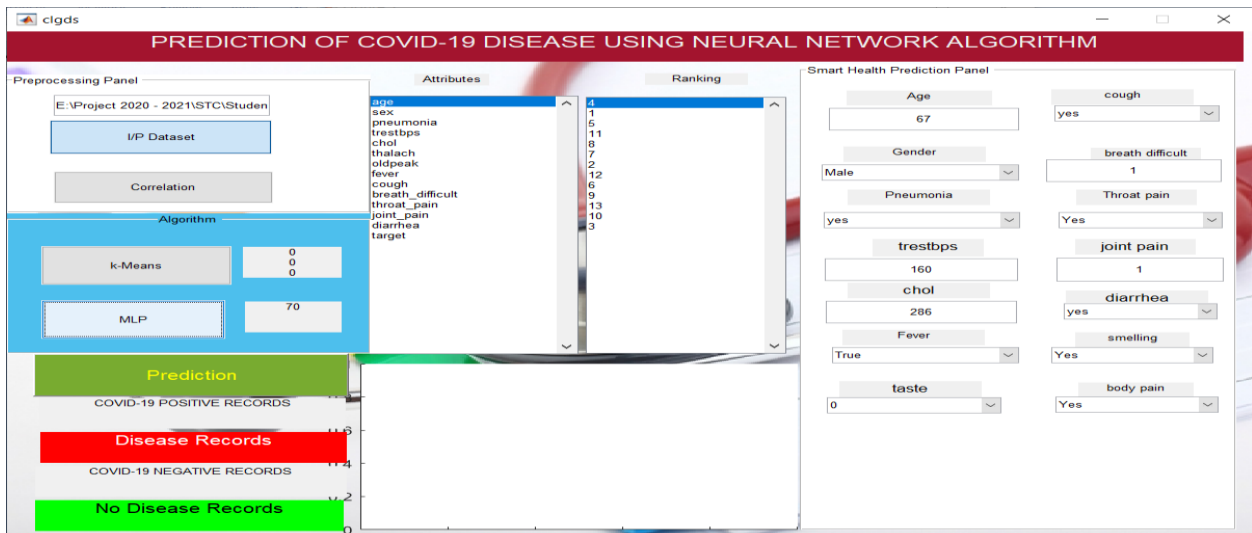 clgds
PREDICTION OF COVID-19 DISEASE USING NEURAL NETWORK ALGORITHM
Preprocessing Panel
E:\Project 2020 - 2021\STC\Studen
I/P Dataset
Correlation
Algorithm
k-Means
0
0
0
MLP
70
Prediction
COVID-19 POSITIVE RECORDS
Disease Records
COVID-19 NEGATIVE RECORDS
No Disease Records
Attributes
age
sex
pneumonia
trestbps
chol
thalach
oldpeak
fever
cough
breath_difficult
throat_pain
joint_pain
diarrhea
target
Ranking
4
1
5
11
8
7
2
12
6
9
13
10
3
0
Smart Health Prediction Panel
Age
67
cough
yes
Gender
Male
breath difficult
1
Pneumonia
yes
Throat pain
Yes
trestbps
160
joint pain
1
chol
286
diarrhea
yes
Fever
True
smelling
Yes
taste
0
body pain
Yes